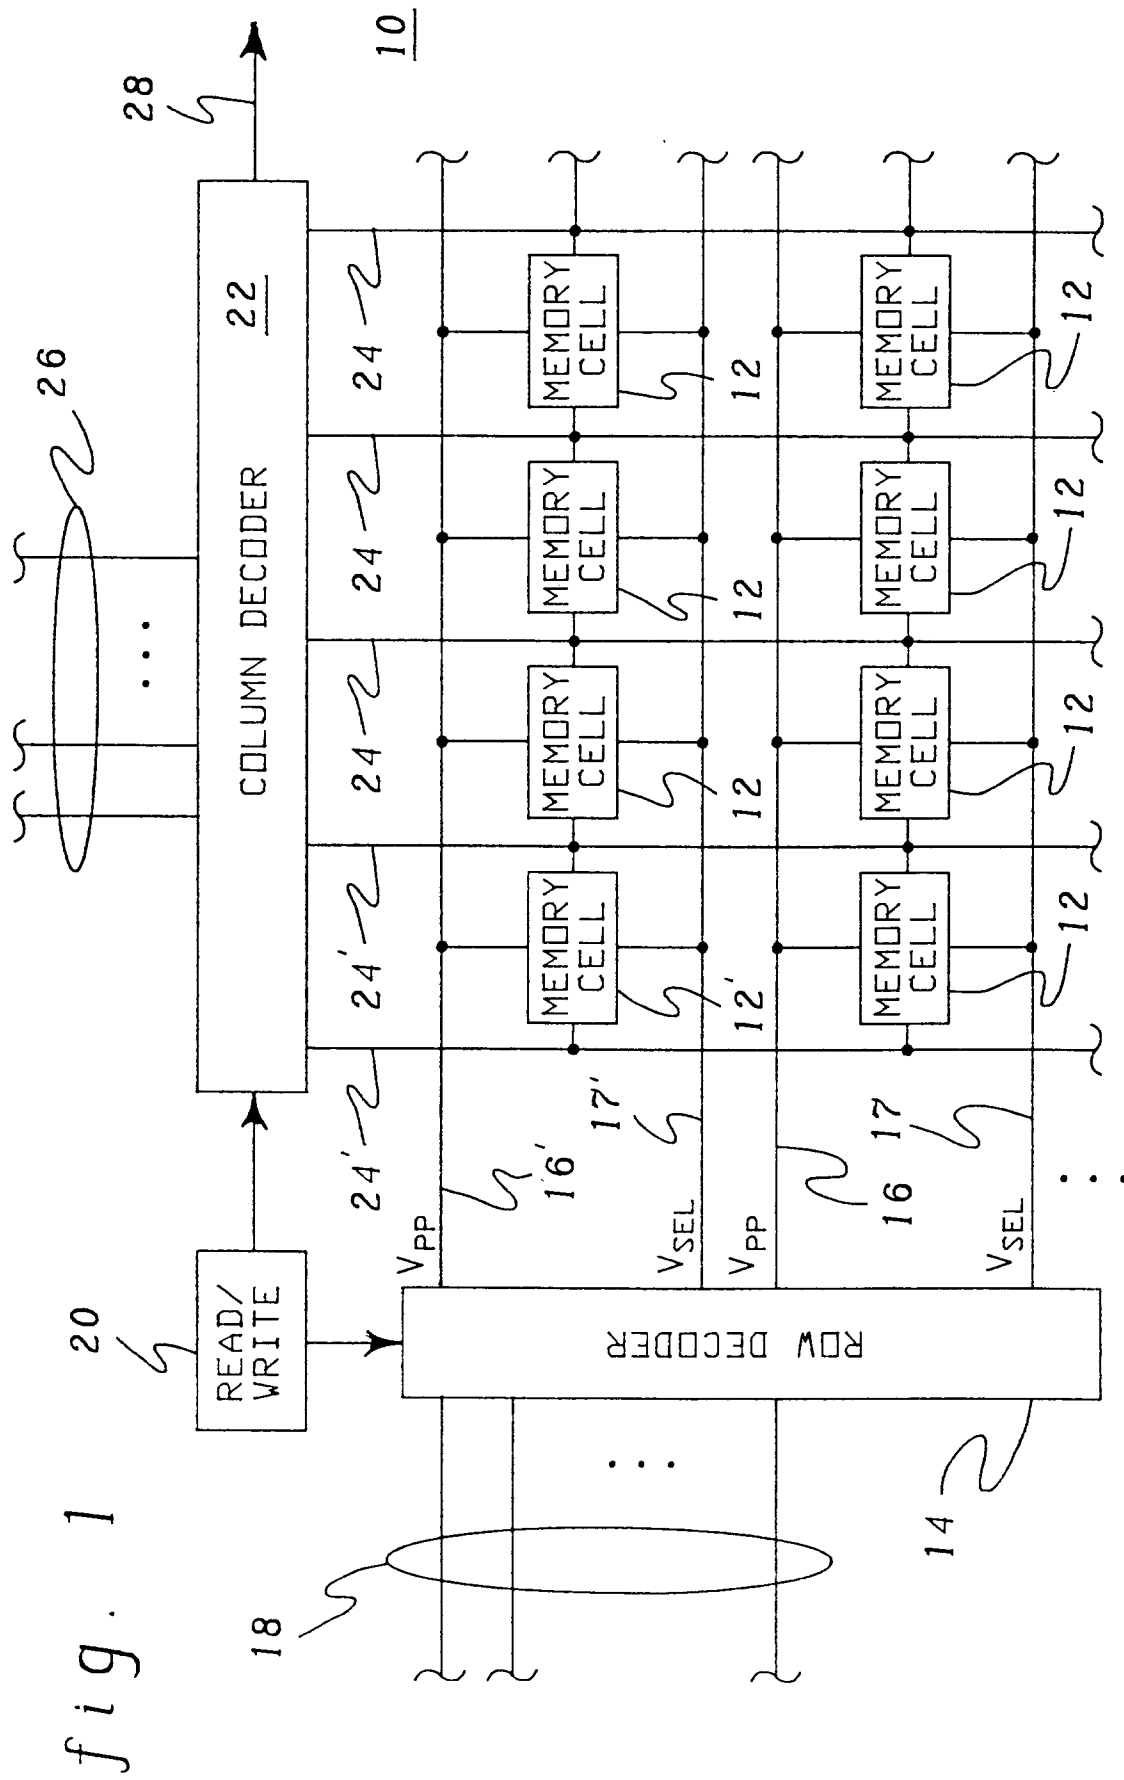 fig. 1
26
28
20
READ/
WRITE
COLUMN DECODER
22
10
24'
24'
24
24
24
VPP
16'
MEMORY
CELL
MEMORY
CELL
MEMORY
CELL
MEMORY
CELL
18
ROW DECODER
VSEL
17'
12'
12
12
12
VPP
16
MEMORY
CELL
MEMORY
CELL
MEMORY
CELL
MEMORY
CELL
14
VSEL
17
12
12
12
12